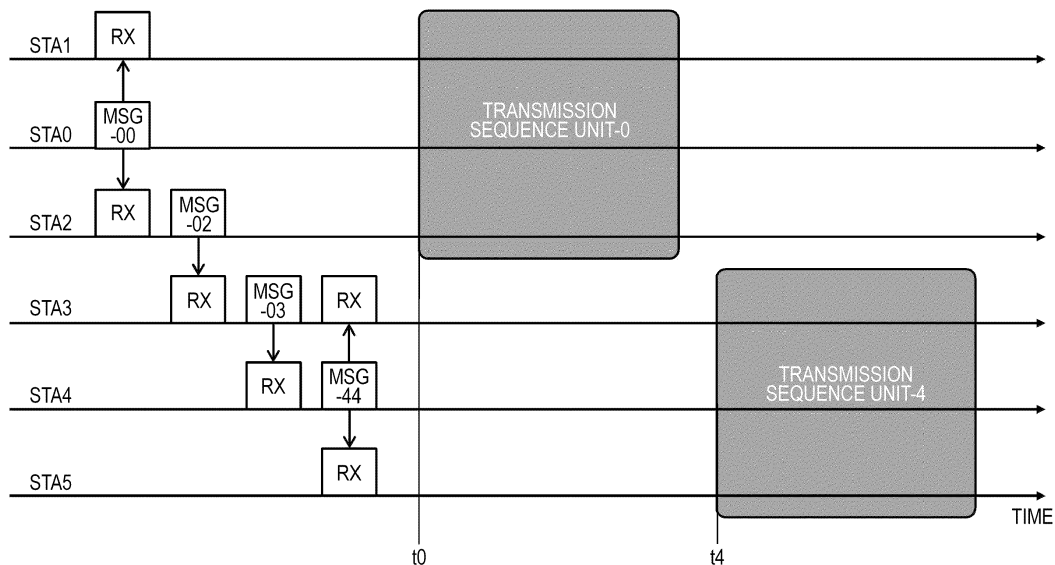 STA1
RX
STA0
MSG
-00
TRANSMISSION
SEQUENCE UNIT-0
STA2
RX
MSG
-02
STA3
RX
MSG
-03
RX
STA4
RX
MSG
-44
TRANSMISSION
SEQUENCE UNIT-4
STA5
RX
TIME
t0
t4